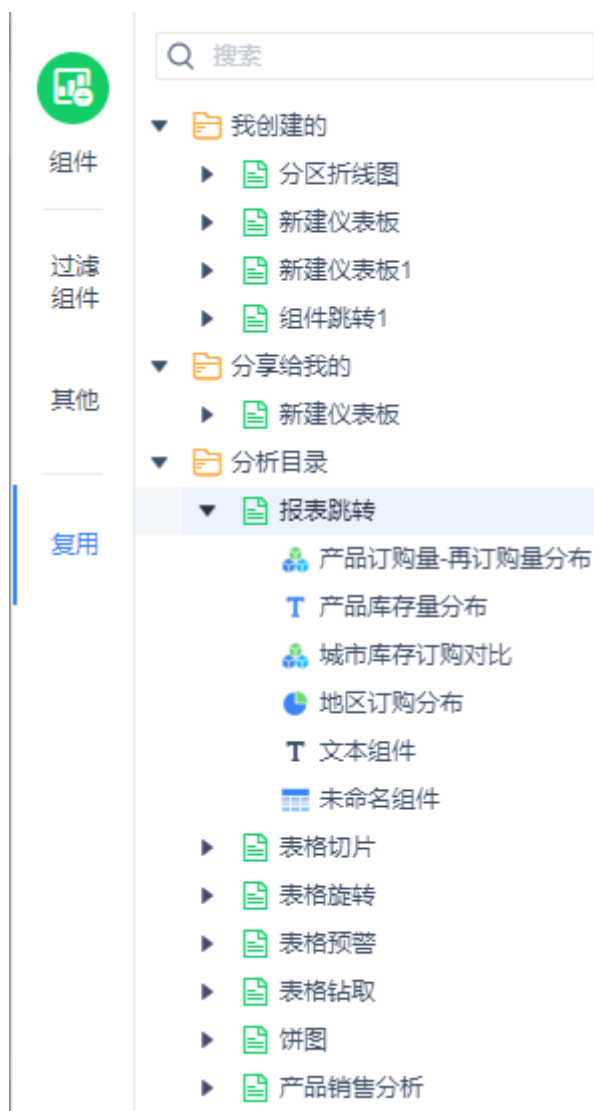 搜索
组件
过滤
组件
其他
复用
我创建的
分区折线图
新建仪表板
新建仪表板1
组件跳转1
分享给我的
新建仪表板
分析目录
报表跳转
产品订购量-再订购量分布
T 产品库存量分布
城市库存订购对比
地区订购分布
T 文本组件
未命名组件
表格切片
表格旋转
表格预警
表格钻取
饼图
产品销售分析